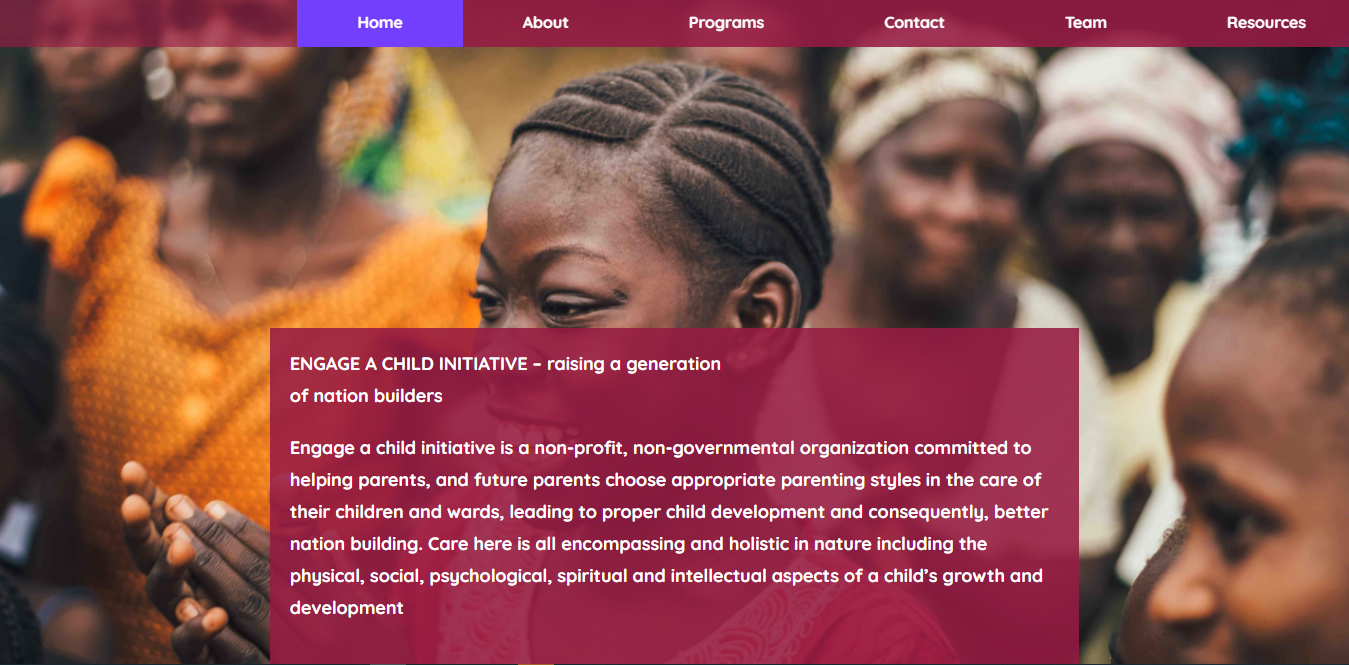 Home About Programs Contact Team Resources
ENGAGE A CHILD INITIATIVE – raising a generation
of nation builders
Engage a child initiative is a non-profit, non-governmental organization committed to
helping parents, and future parents choose appropriate parenting styles in the care of
their children and wards, leading to proper child development and consequently, better
nation building. Care here is all encompassing and holistic in nature including the
physical, social, psychological, spiritual and intellectual aspects of a child’s growth and
development